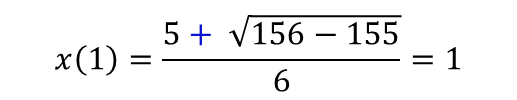 x(1) = (5 + √(156 − 155)) / 6 = 1